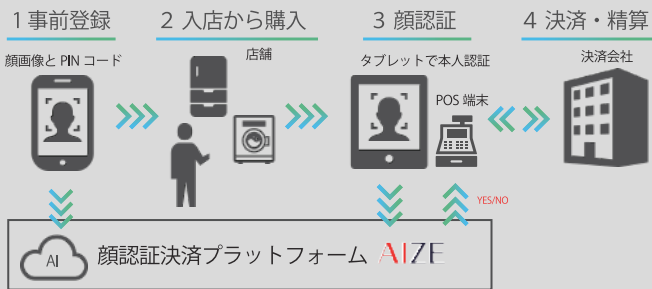 1 事前登録
2 入店から購入
3 顔認証
4 決済・精算
顔画像と PIN コード
店舗
タブレットで本人認証
決済会社
POS 端末
YES/NO
AI
顔認証決済プラットフォーム AIZE